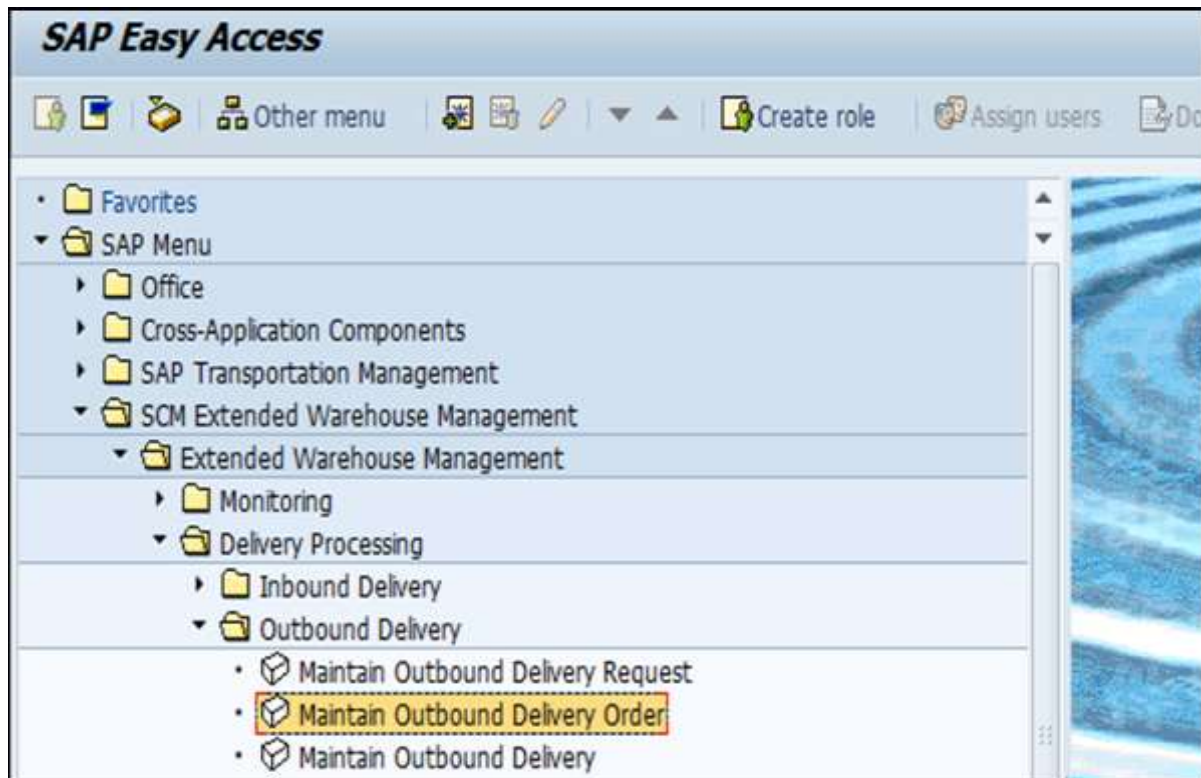 SAP Easy Access
Other menu Create role Assign users Do
Favorites
SAP Menu
Office
Cross-Application Components
SAP Transportation Management
SCM Extended Warehouse Management
Extended Warehouse Management
Monitoring
Delivery Processing
Inbound Delivery
Outbound Delivery
Maintain Outbound Delivery Request
Maintain Outbound Delivery Order
Maintain Outbound Delivery